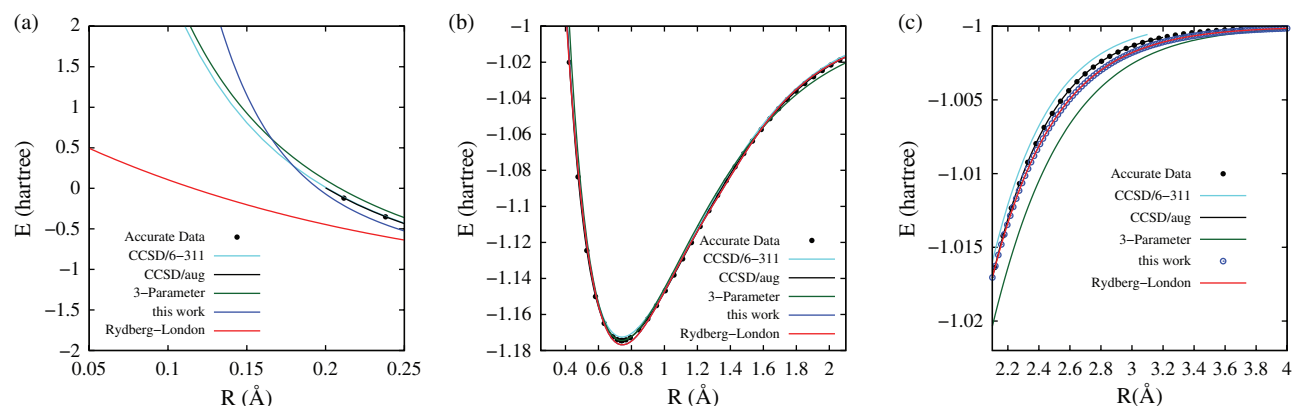 (a)
2
1.5
1
0.5
0
−0.5
−1
−1.5
−2
E (hartree)
0.05
0.1
0.15
0.2
0.25
R (Å)
Accurate Data
CCSD/6−311
CCSD/aug
3−Parameter
this work
Rydberg−London
(b)
−1
−1.02
−1.04
−1.06
−1.08
−1.1
−1.12
−1.14
−1.16
−1.18
E (hartree)
0.4 0.6 0.8 1 1.2 1.4 1.6 1.8 2
R (Å)
Accurate Data
CCSD/6−311
CCSD/aug
3−Parameter
this work
Rydberg−London
(c)
−1
−1.005
−1.01
−1.015
−1.02
E (hartree)
2.2 2.4 2.6 2.8 3 3.2 3.4 3.6 3.8 4
R(Å)
Accurate Data
CCSD/6−311
CCSD/aug
3−Parameter
this work
Rydberg−London